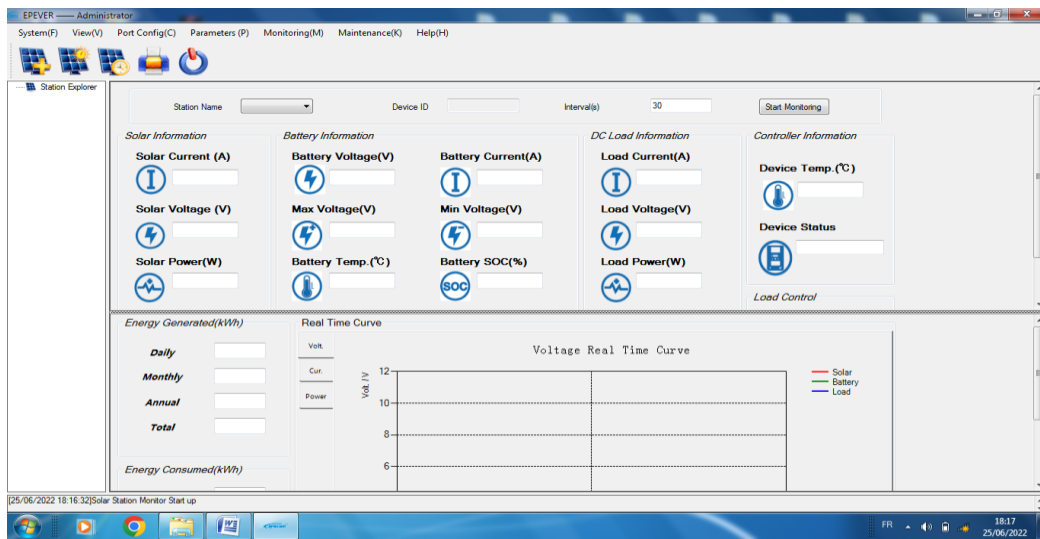 EPEVER —— Administrator
System(F) View(V) Port Config(C) Parameters (P) Monitoring(M) Maintenance(K) Help(H)
Station Explorer
Station Name Device ID Interval(s) 30 Start Monitoring
Solar Information Battery Information DC Load Information Controller Information
Solar Current (A) Battery Voltage(V) Battery Current(A) Load Current(A)
Device Temp.(℃)
Solar Voltage (V) Max Voltage(V) Min Voltage(V) Load Voltage(V)
Device Status
Solar Power(W) Battery Temp.(℃) Battery SOC(%) Load Power(W)
SOC
Load Control
Energy Generated(kWh) Real Time Curve
Volt. Voltage Real Time Curve
Daily
Cur.
Monthly
Power
Annual
Total
Volt. /V
12
10
8
6
Solar
Battery
Load
Energy Consumed(kWh)
[25/06/2022 18:16:32]Solar Station Monitor Start up
FR 18:17
25/06/2022